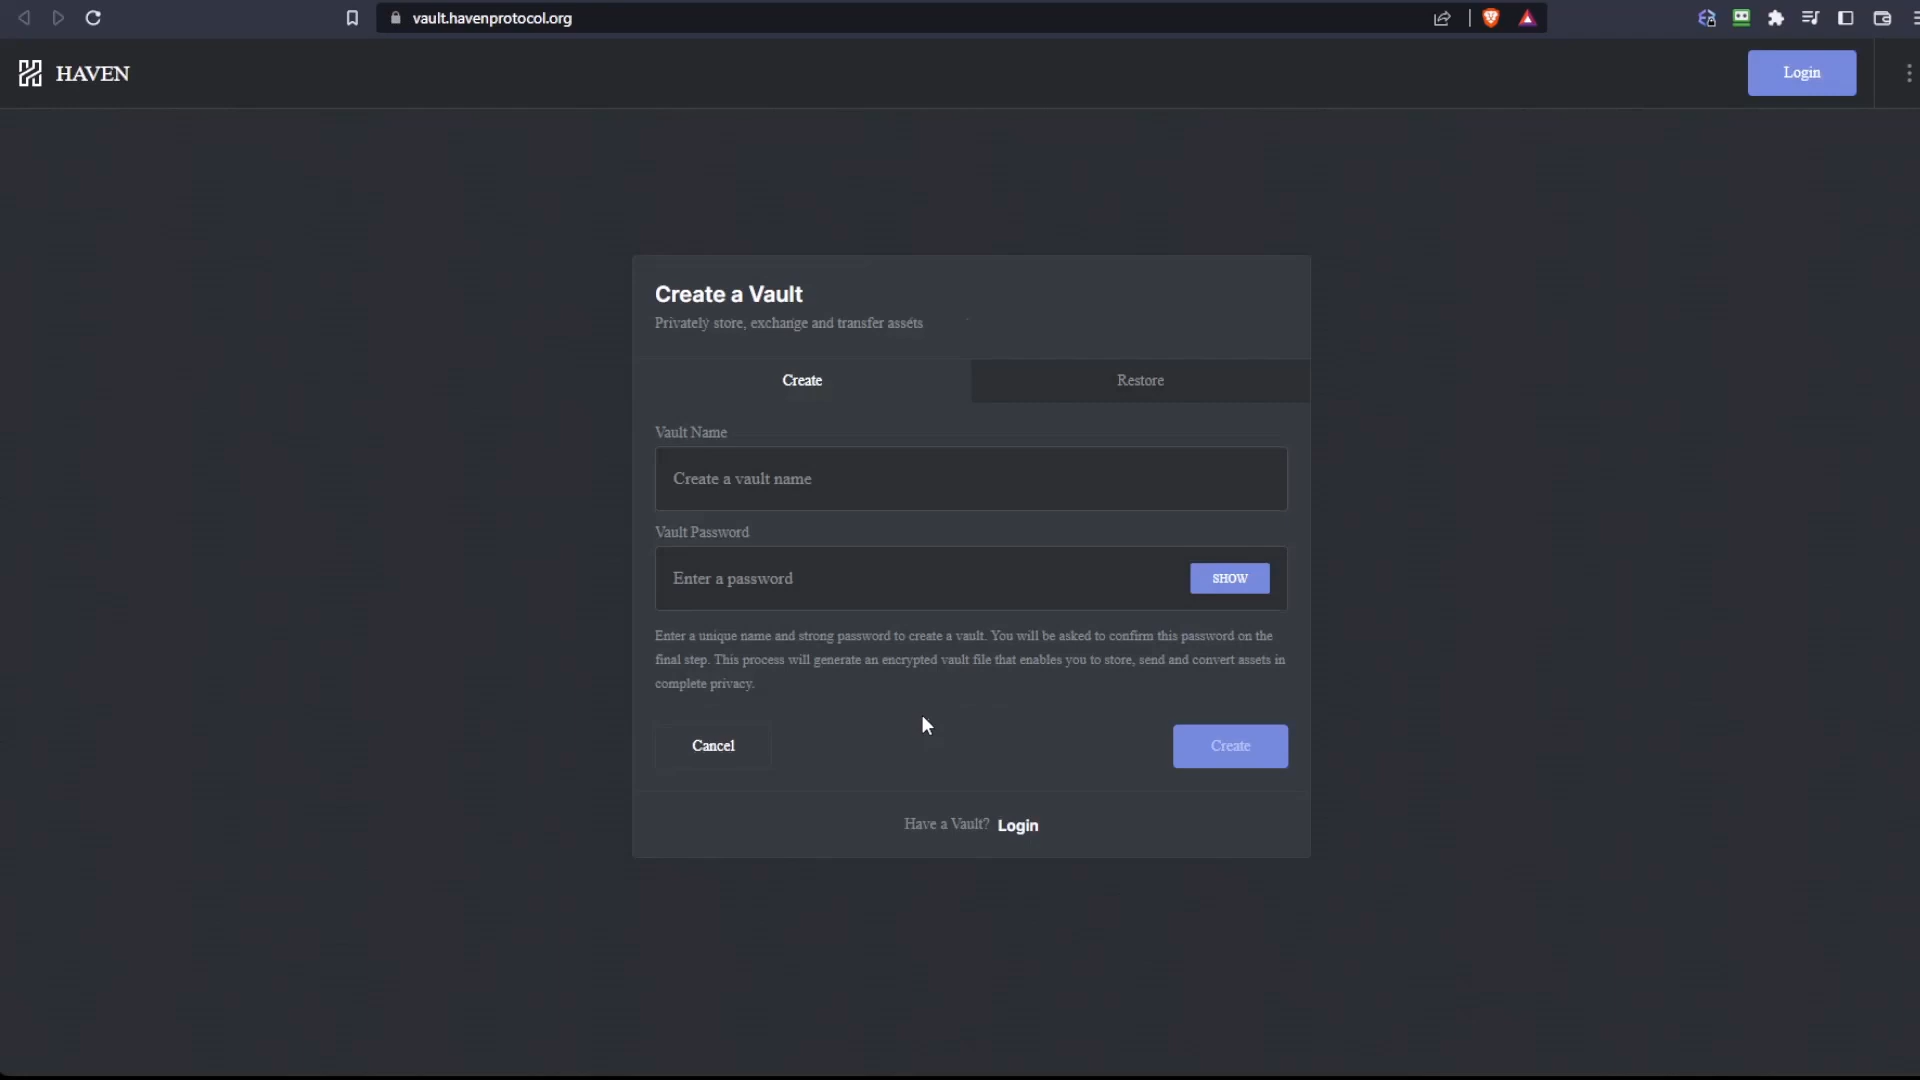 vault.havenprotocol.org
HAVEN
Login
Create a Vault
Privately store, exchange and transfer assets
Create
Restore
Vault Name
Create a vault name
Vault Password
Enter a password
SHOW
Enter a unique name and strong password to create a vault. You will be asked to confirm this password on the
final step. This process will generate an encrypted vault file that enables you to store, send and convert assets in
complete privacy.
Cancel
Create
Have a Vault? Login